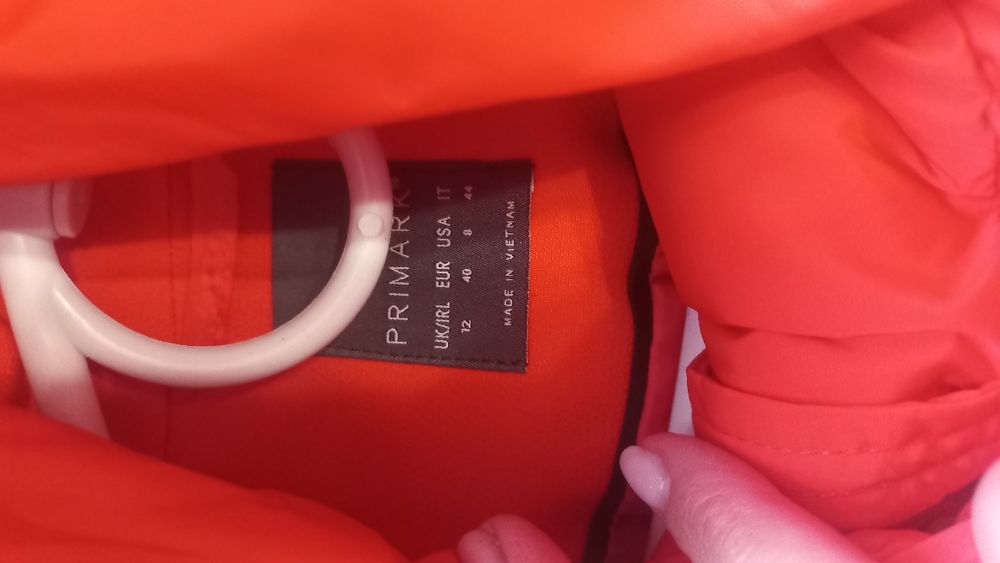 PRIMARK®
UK/IRL EUR USA IT
12 40 8 44
MADE IN VIETNAM